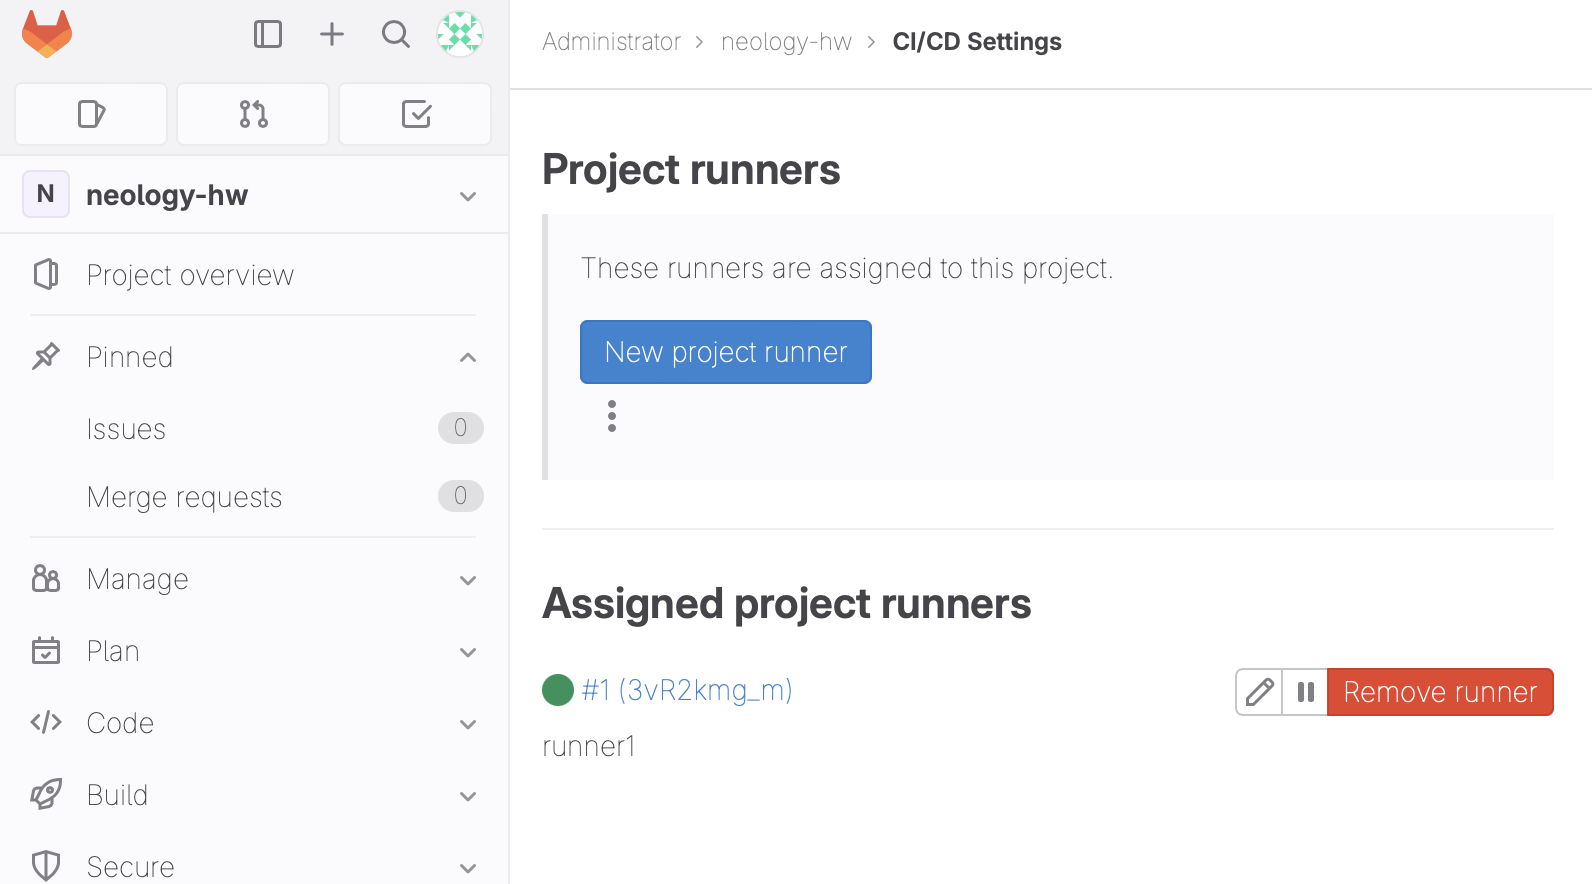 Administrator > neology-hw > CI/CD Settings
N neology-hw
Project overview
Pinned
Issues 0
Merge requests 0
Manage
Plan
Code
Build
Secure
Project runners
These runners are assigned to this project.
New project runner
Assigned project runners
#1 (3vR2kmg_m)
Remove runner
runner1